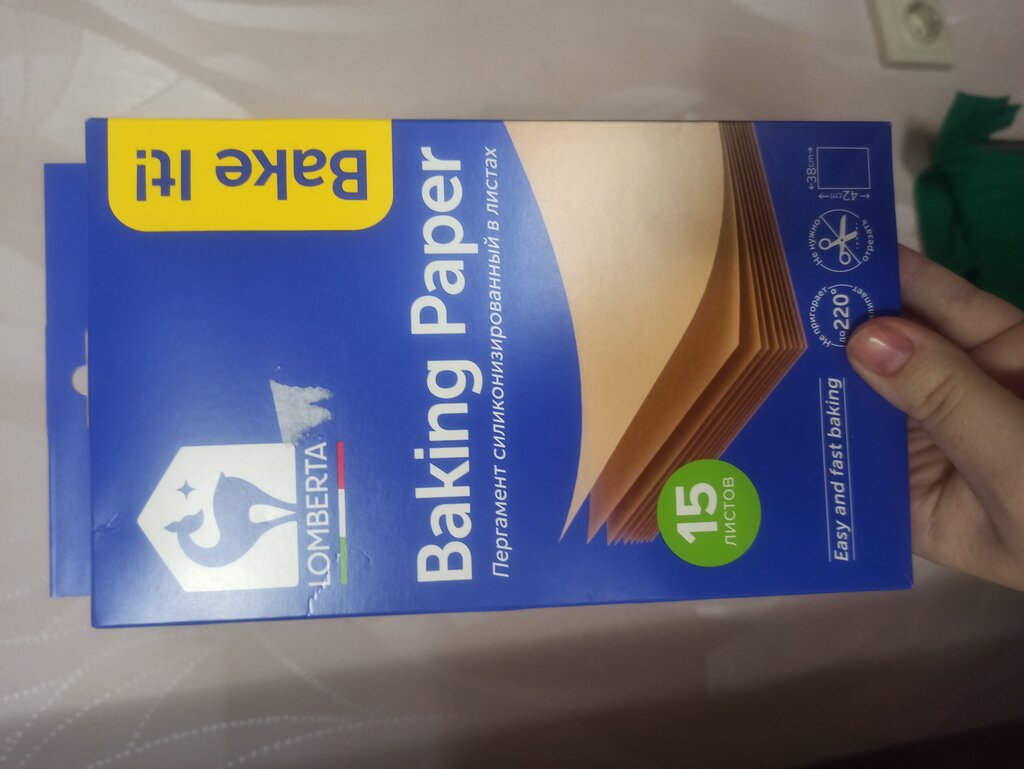 Bake It!
LOMBERTA
Baking Paper
Пергамент силиконизированный в листах
15
листов
Easy and fast baking
Не пригорает
до 220°
Не нужно
отрезать
38cm
42cm